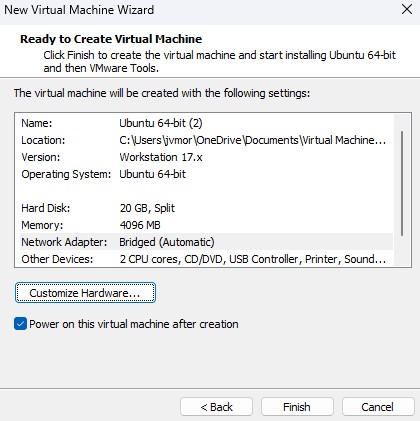 New Virtual Machine Wizard
Ready to Create Virtual Machine
Click Finish to create the virtual machine and start installing Ubuntu 64-bit
and then VMware Tools.
The virtual machine will be created with the following settings:
Name: Ubuntu 64-bit (2)
Location: C:\Users\jvmor\OneDrive\Documents\Virtual Machine...
Version: Workstation 17.x
Operating System: Ubuntu 64-bit
Hard Disk: 20 GB, Split
Memory: 4096 MB
Network Adapter: Bridged (Automatic)
Other Devices: 2 CPU cores, CD/DVD, USB Controller, Printer, Sound...
Customize Hardware...
Power on this virtual machine after creation
< Back Finish Cancel